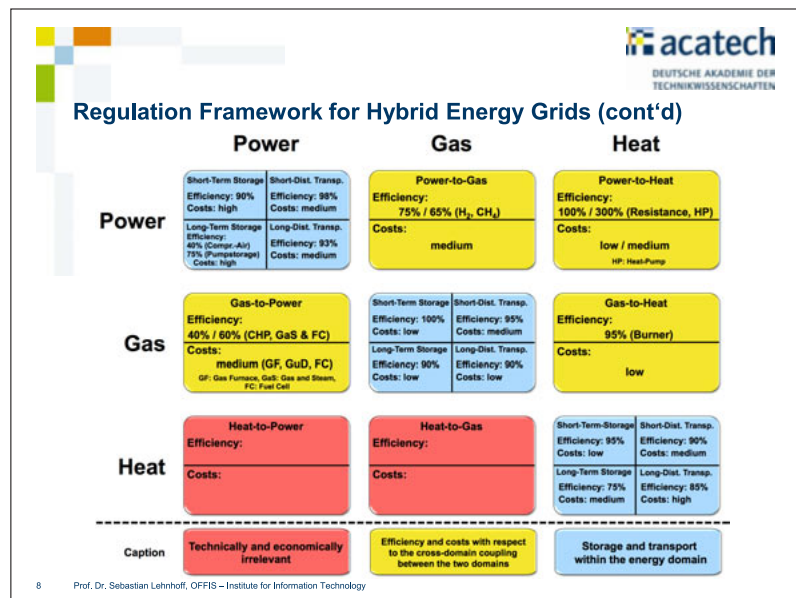 acatech
DEUTSCHE AKADEMIE DER
TECHNIKWISSENSCHAFTEN
Regulation Framework for Hybrid Energy Grids (cont'd)
Power
Gas
Heat
Power
Short-Term Storage
Efficiency: 90%
Costs: high
Short-Dist. Transp.
Efficiency: 98%
Costs: medium
Long-Term Storage
Efficiency:
40% (Compr.-Air)
75% (Pumpstorage)
Costs: high
Long-Dist. Transp.
Efficiency: 93%
Costs: medium
Power-to-Gas
Efficiency:
75% / 65% (H2, CH4)
Costs:
medium
Power-to-Heat
Efficiency:
100% / 300% (Resistance, HP)
Costs:
low / medium
HP: Heat-Pump
Gas
Gas-to-Power
Efficiency:
40% / 60% (CHP, GaS & FC)
Costs:
medium (GF, GuD, FC)
GF: Gas Furnace, GaS: Gas and Steam,
FC: Fuel Cell
Short-Term Storage
Efficiency: 100%
Costs: low
Short-Dist. Transp.
Efficiency: 95%
Costs: medium
Long-Term Storage
Efficiency: 90%
Costs: low
Long-Dist. Transp.
Efficiency: 90%
Costs: low
Gas-to-Heat
Efficiency:
95% (Burner)
Costs:
low
Heat
Heat-to-Power
Efficiency:
Costs:
Heat-to-Gas
Efficiency:
Costs:
Short-Term-Storage
Efficiency: 95%
Costs: low
Short-Dist. Transp.
Efficiency: 90%
Costs: medium
Long-Term Storage
Efficiency: 75%
Costs: medium
Long-Dist. Transp.
Efficiency: 85%
Costs: high
Caption
Technically and economically
irrelevant
Efficiency and costs with respect
to the cross-domain coupling
between the two domains
Storage and transport
within the energy domain
8 Prof. Dr. Sebastian Lehnhoff, OFFIS – Institute for Information Technology